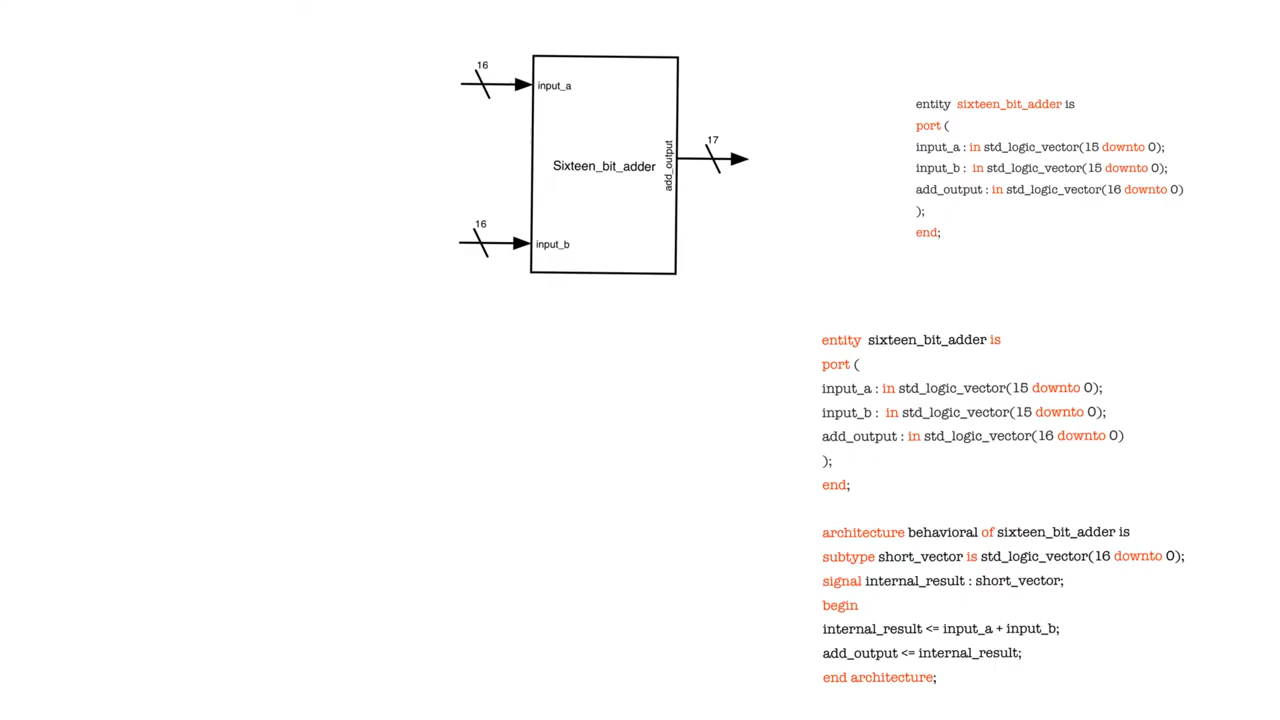 16
input_a
Sixteen_bit_adder
add_output
17
16
input_b
entity sixteen_bit_adder is
port (
input_a : in std_logic_vector(15 downto 0);
input_b : in std_logic_vector(15 downto 0);
add_output : in std_logic_vector(16 downto 0)
);
end;
entity sixteen_bit_adder is
port (
input_a : in std_logic_vector(15 downto 0);
input_b : in std_logic_vector(15 downto 0);
add_output : in std_logic_vector(16 downto 0)
);
end;
architecture behavioral of sixteen_bit_adder is
subtype short_vector is std_logic_vector(16 downto 0);
signal internal_result : short_vector;
begin
internal_result <= input_a + input_b;
add_output <= internal_result;
end architecture;